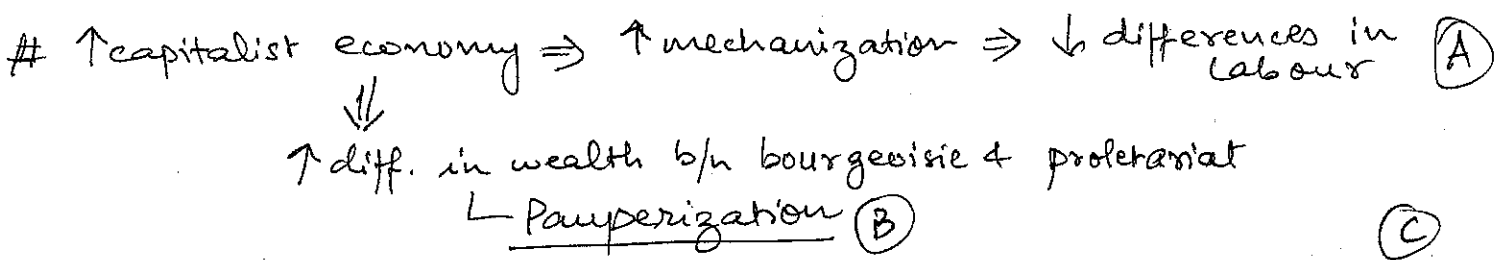 # ↑ capitalist economy ⇒ ↑ mechanization ⇒ ↓ differences in labour Ⓐ
⇓
↑ diff. in wealth b/n bourgeoisie & proletariat
└ Pauperization Ⓑ
Ⓒ